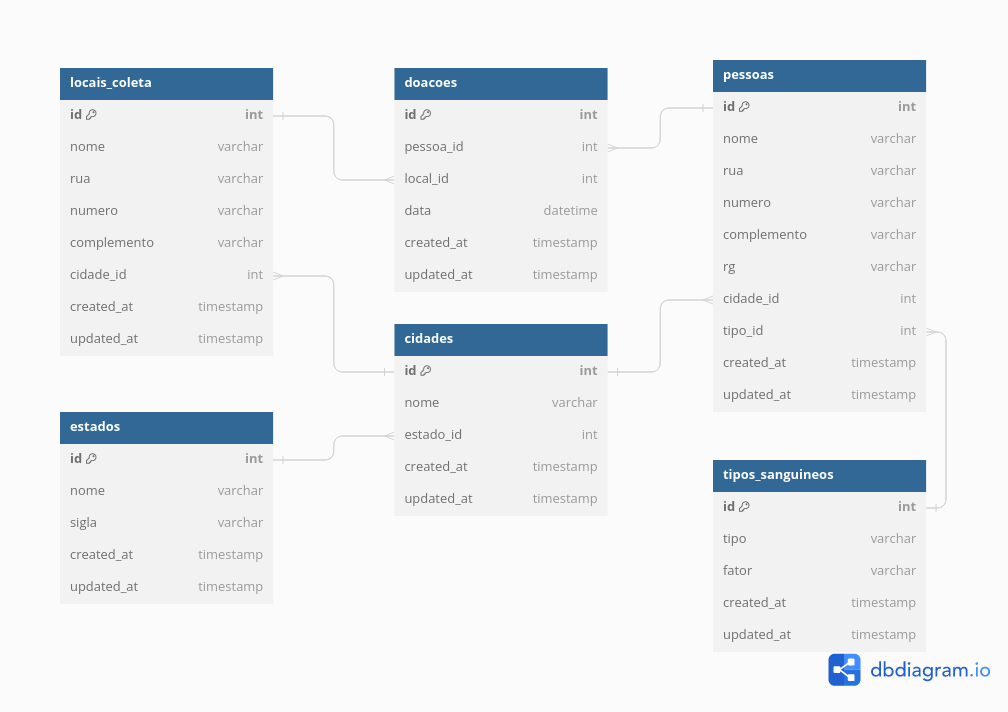 locais_coleta
id int
nome varchar
rua varchar
numero varchar
complemento varchar
cidade_id int
created_at timestamp
updated_at timestamp
estados
id int
nome varchar
sigla varchar
created_at timestamp
updated_at timestamp
doacoes
id int
pessoa_id int
local_id int
data datetime
created_at timestamp
updated_at timestamp
cidades
id int
nome varchar
estado_id int
created_at timestamp
updated_at timestamp
pessoas
id int
nome varchar
rua varchar
numero varchar
complemento varchar
rg varchar
cidade_id int
tipo_id int
created_at timestamp
updated_at timestamp
tipos_sanguineos
id int
tipo varchar
fator varchar
created_at timestamp
updated_at timestamp
dbdiagram.io